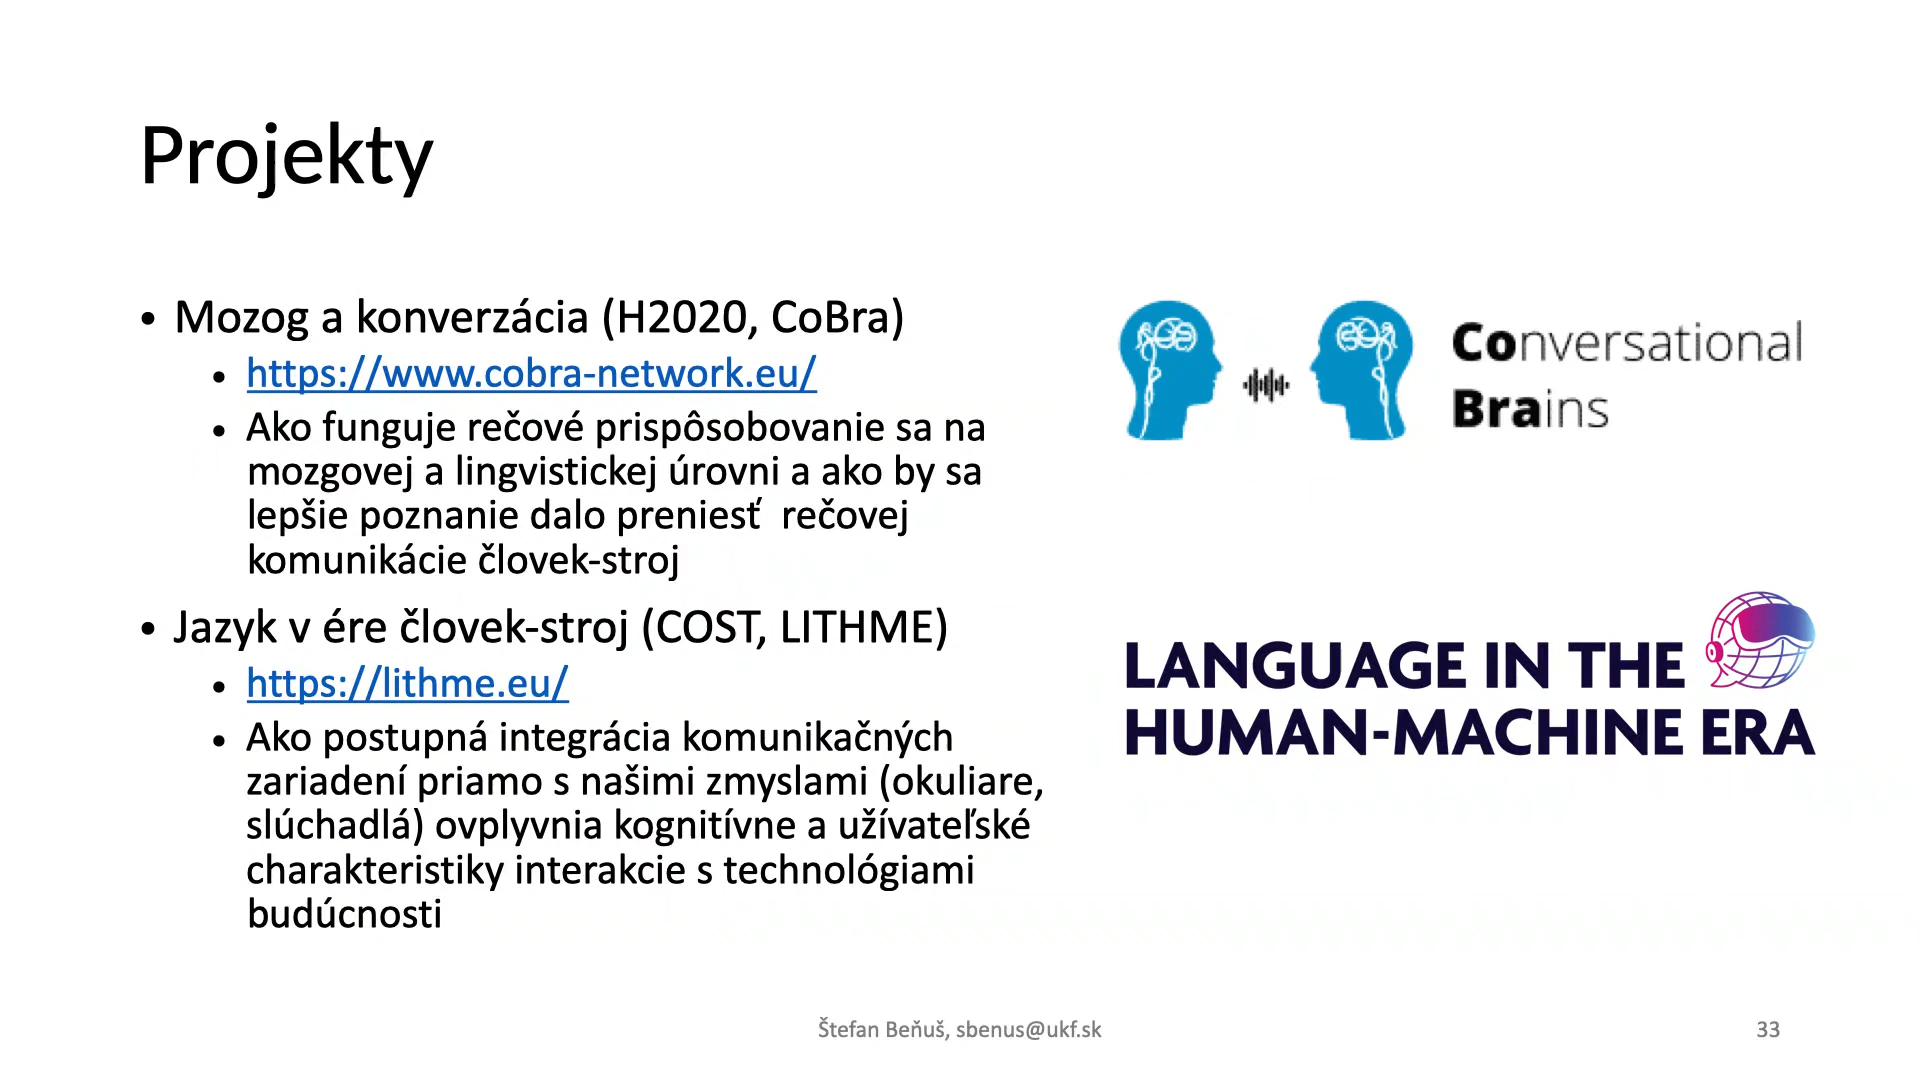 Projekty
• Mozog a konverzácia (H2020, CoBra)
• https://www.cobra-network.eu/
• Ako funguje rečové prispôsobovanie sa na
mozgovej a lingvistickej úrovni a ako by sa
lepšie poznanie dalo preniesť  rečovej
komunikácie človek-stroj
• Jazyk v ére človek-stroj (COST, LITHME)
• https://lithme.eu/
• Ako postupná integrácia komunikačných
zariadení priamo s našimi zmyslami (okuliare,
slúchadlá) ovplyvnia kognitívne a užívateľské
charakteristiky interakcie s technológiami
budúcnosti
Conversational
Brains
LANGUAGE IN THE
HUMAN-MACHINE ERA
Štefan Beňuš, sbenus@ukf.sk
33